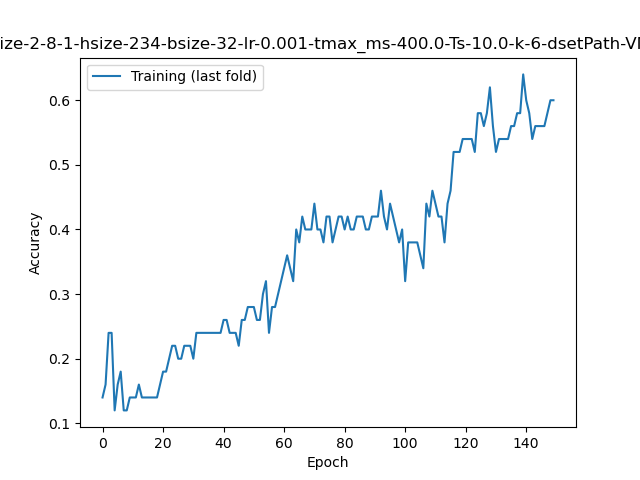 ize-2-8-1-hsize-234-bsize-32-lr-0.001-tmax_ms-400.0-Ts-10.0-k-6-dsetPath-VI
Training (last fold)
Accuracy
0.6
0.5
0.4
0.3
0.2
0.1
0 20 40 60 80 100 120 140
Epoch